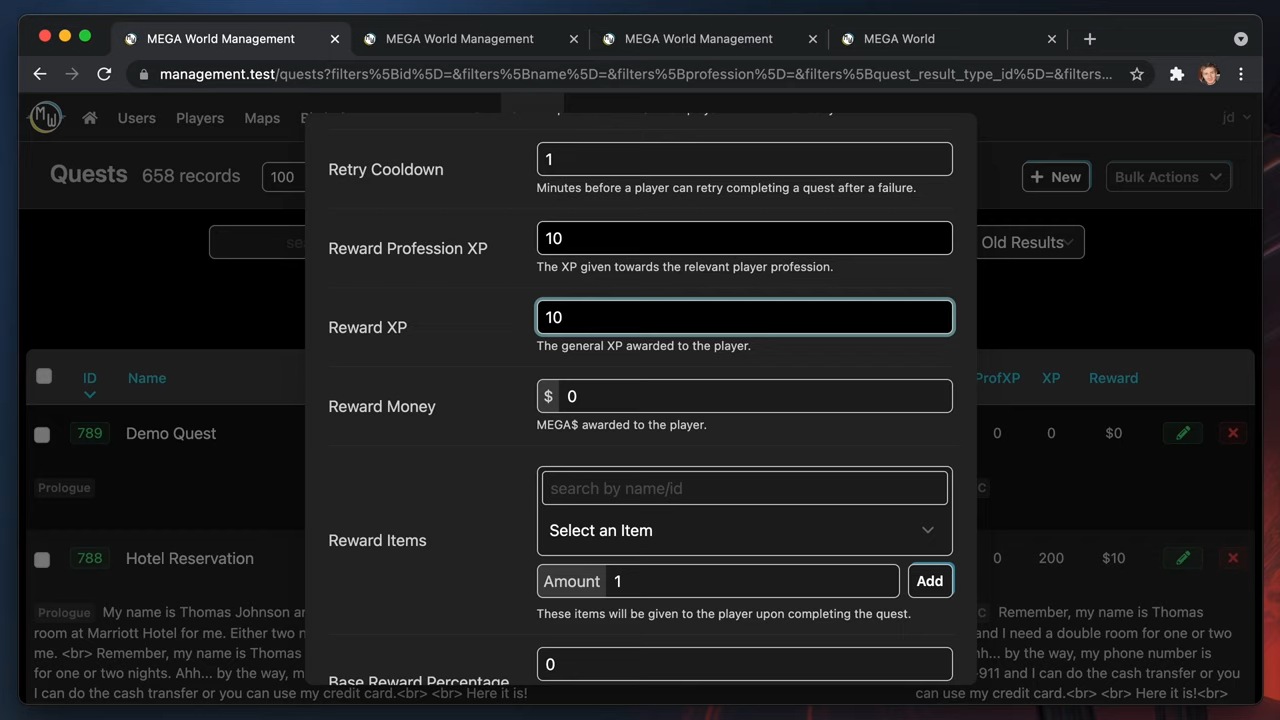 MEGA World Management
MEGA World Management
MEGA World Management
MEGA World
management.test/quests?filters%5Bid%5D=&filters%5Bname%5D=&filters%5Bprofession%5D=&filters%5Bquest_result_type_id%5D=&filters...
MW
Users
Players
Maps
jd
Quests
658 records
100
+ New
Bulk Actions
Old Results
Retry Cooldown
1
Minutes before a player can retry completing a quest after a failure.
Reward Profession XP
10
The XP given towards the relevant player profession.
Reward XP
10
The general XP awarded to the player.
Reward Money
$ 0
MEGA$ awarded to the player.
Reward Items
search by name/id
Select an Item
Amount 1
Add
These items will be given to the player upon completing the quest.
Base Reward Percentage
0
ID
Name
ProfXP
XP
Reward
789
Demo Quest
0
0
$0
Prologue
788
Hotel Reservation
0
200
$10
Prologue
My name is Thomas Johnson
room at Marriott Hotel for me. Either two
<br> Remember, my name is Thomas
for one or two nights. Ahh... by the way,
I can do the cash transfer or you can use my credit card.<br> <br> Here it is!
Remember, my name is Thomas
and I need a double room for one or two
me. <br> Ahh... by the way, my phone number is
-911 and I can do the cash transfer or you
can use my credit card.<br> <br> Here it is!<br>